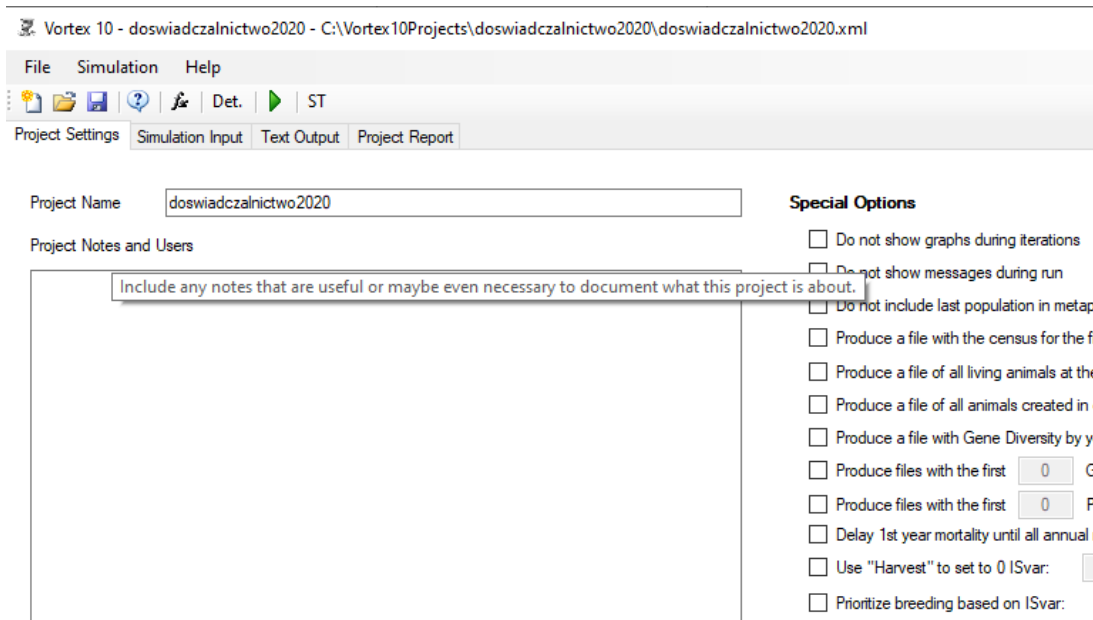 Vortex 10 - doswiadczalnictwo2020 - C:\Vortex10Projects\doswiadczalnictwo2020\doswiadczalnictwo2020.xml
File Simulation Help
Det. ST
Project Settings Simulation Input Text Output Project Report
Project Name doswiadczalnictwo2020
Project Notes and Users
Include any notes that are useful or maybe even necessary to document what this project is about.
Special Options
Do not show graphs during iterations
Do not show messages during run
Do not include last population in metap
Produce a file with the census for the f
Produce a file of all living animals at the
Produce a file of all animals created in
Produce a file with Gene Diversity by y
Produce files with the first 0 G
Produce files with the first 0 P
Delay 1st year mortality until all annual
Use "Harvest" to set to 0 ISvar:
Prioritize breeding based on ISvar: